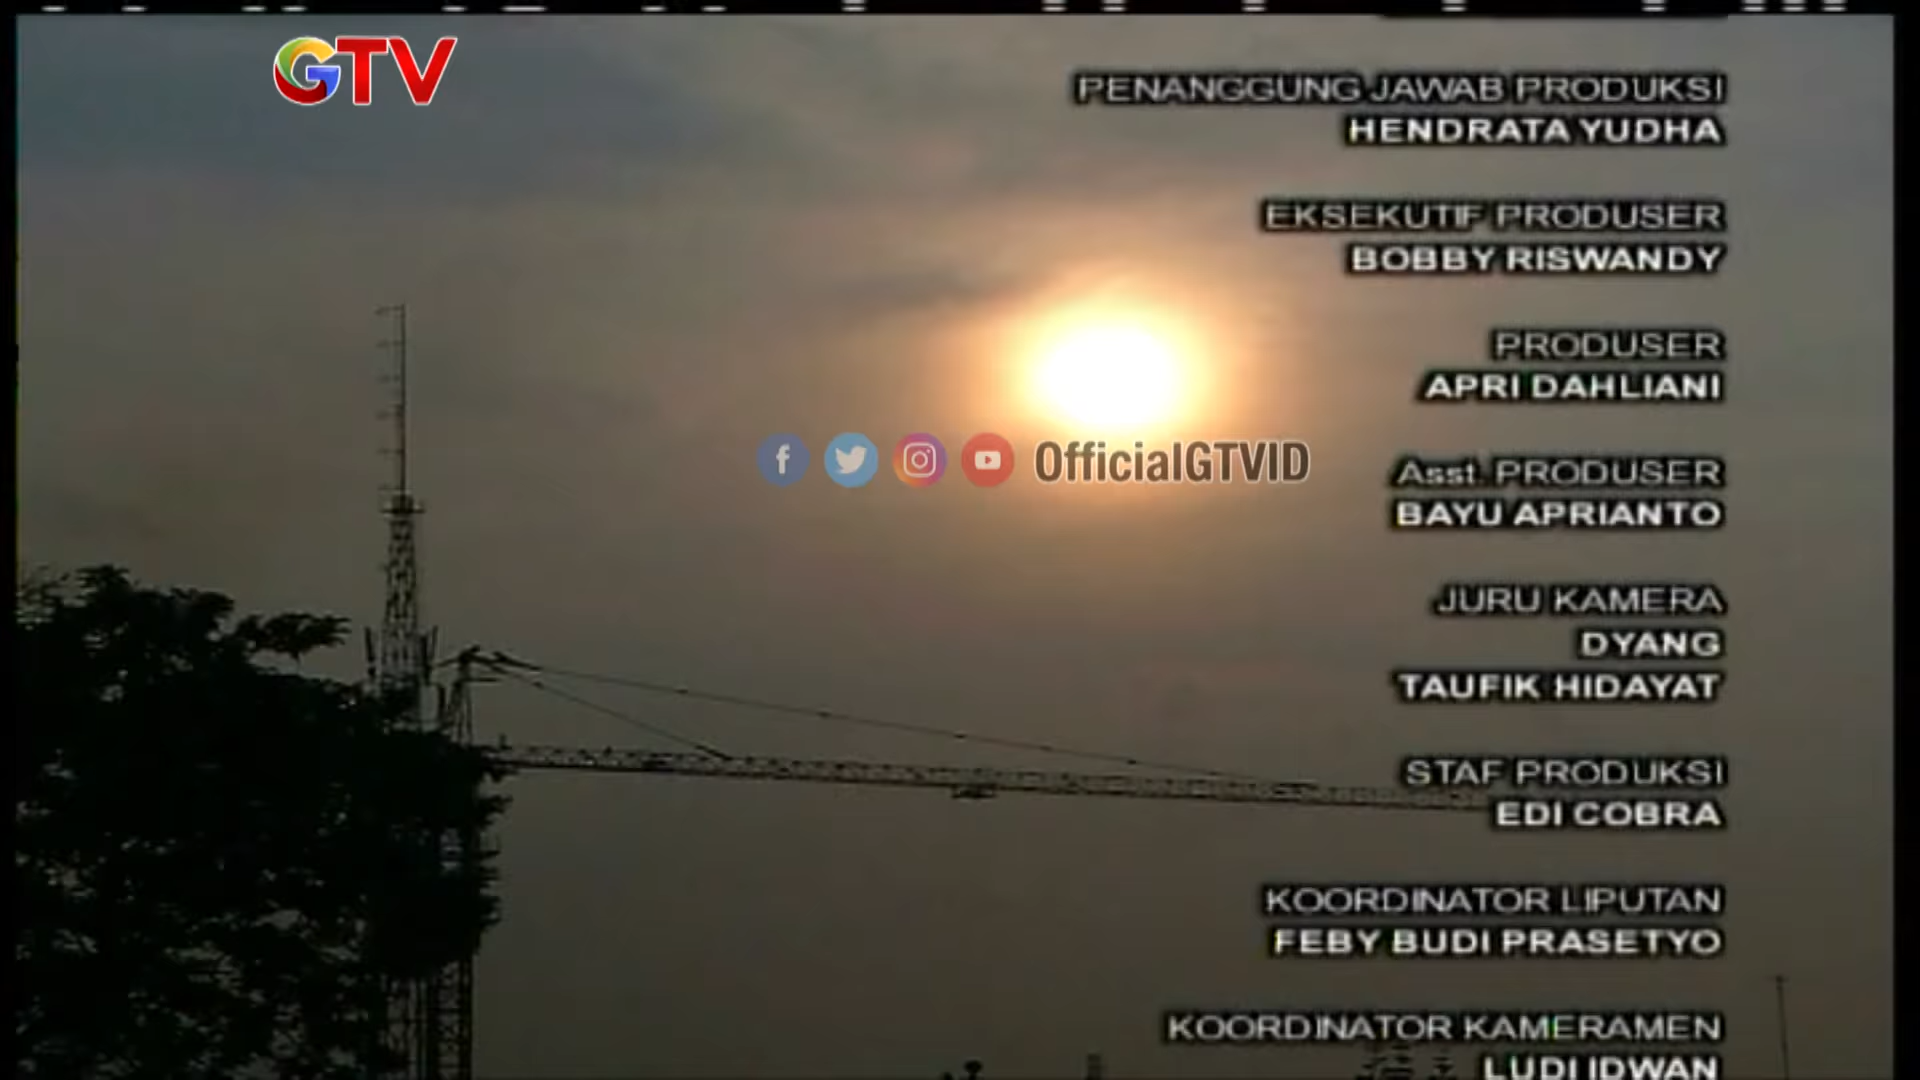 GTV
PENANGGUNG JAWAB PRODUKSI
HENDRATA YUDHA
EKSEKUTIF PRODUSER
BOBBY RISWANDY
PRODUSER
APRI DAHLIANI
OfficialGTVID
Asst. PRODUSER
BAYU APRIANTO
JURU KAMERA
DYANG
TAUFIK HIDAYAT
STAF PRODUKSI
EDI COBRA
KOORDINATOR LIPUTAN
FEBY BUDI PRASETYO
KOORDINATOR KAMERAMEN
LUDI IDWAN